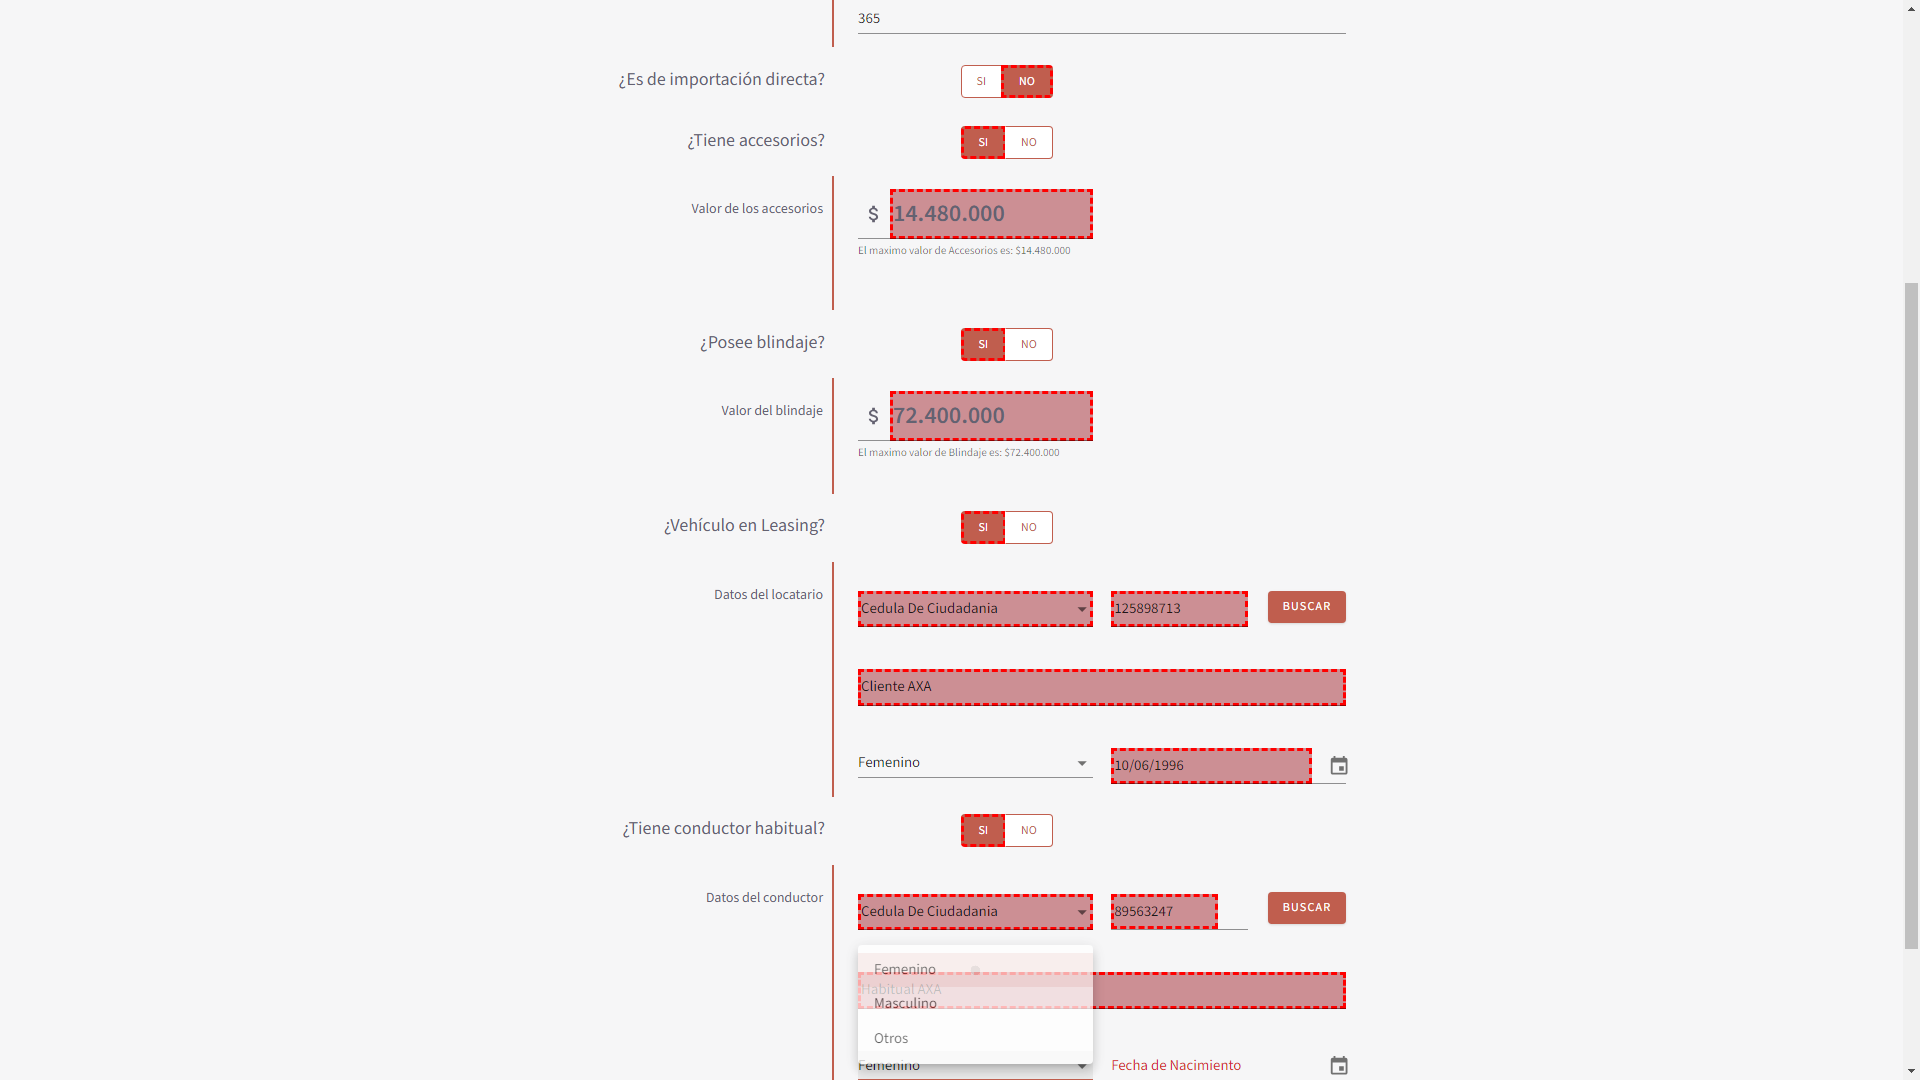 365
¿Es de importación directa?
SI NO
¿Tiene accesorios?
SI NO
Valor de los accesorios
$ 14.480.000
El maximo valor de Accesorios es: $14.480.000
¿Posee blindaje?
SI NO
Valor del blindaje
$ 72.400.000
El maximo valor de Blindaje es: $72.400.000
¿Vehículo en Leasing?
SI NO
Datos del locatario
Cedula De Ciudadania 125898713 BUSCAR
Cliente AXA
Femenino 10/06/1996
¿Tiene conductor habitual?
SI NO
Datos del conductor
Cedula De Ciudadania 89563247 BUSCAR
Femenino
Habitual AXA
Masculino
Otros
Femenino Fecha de Nacimiento